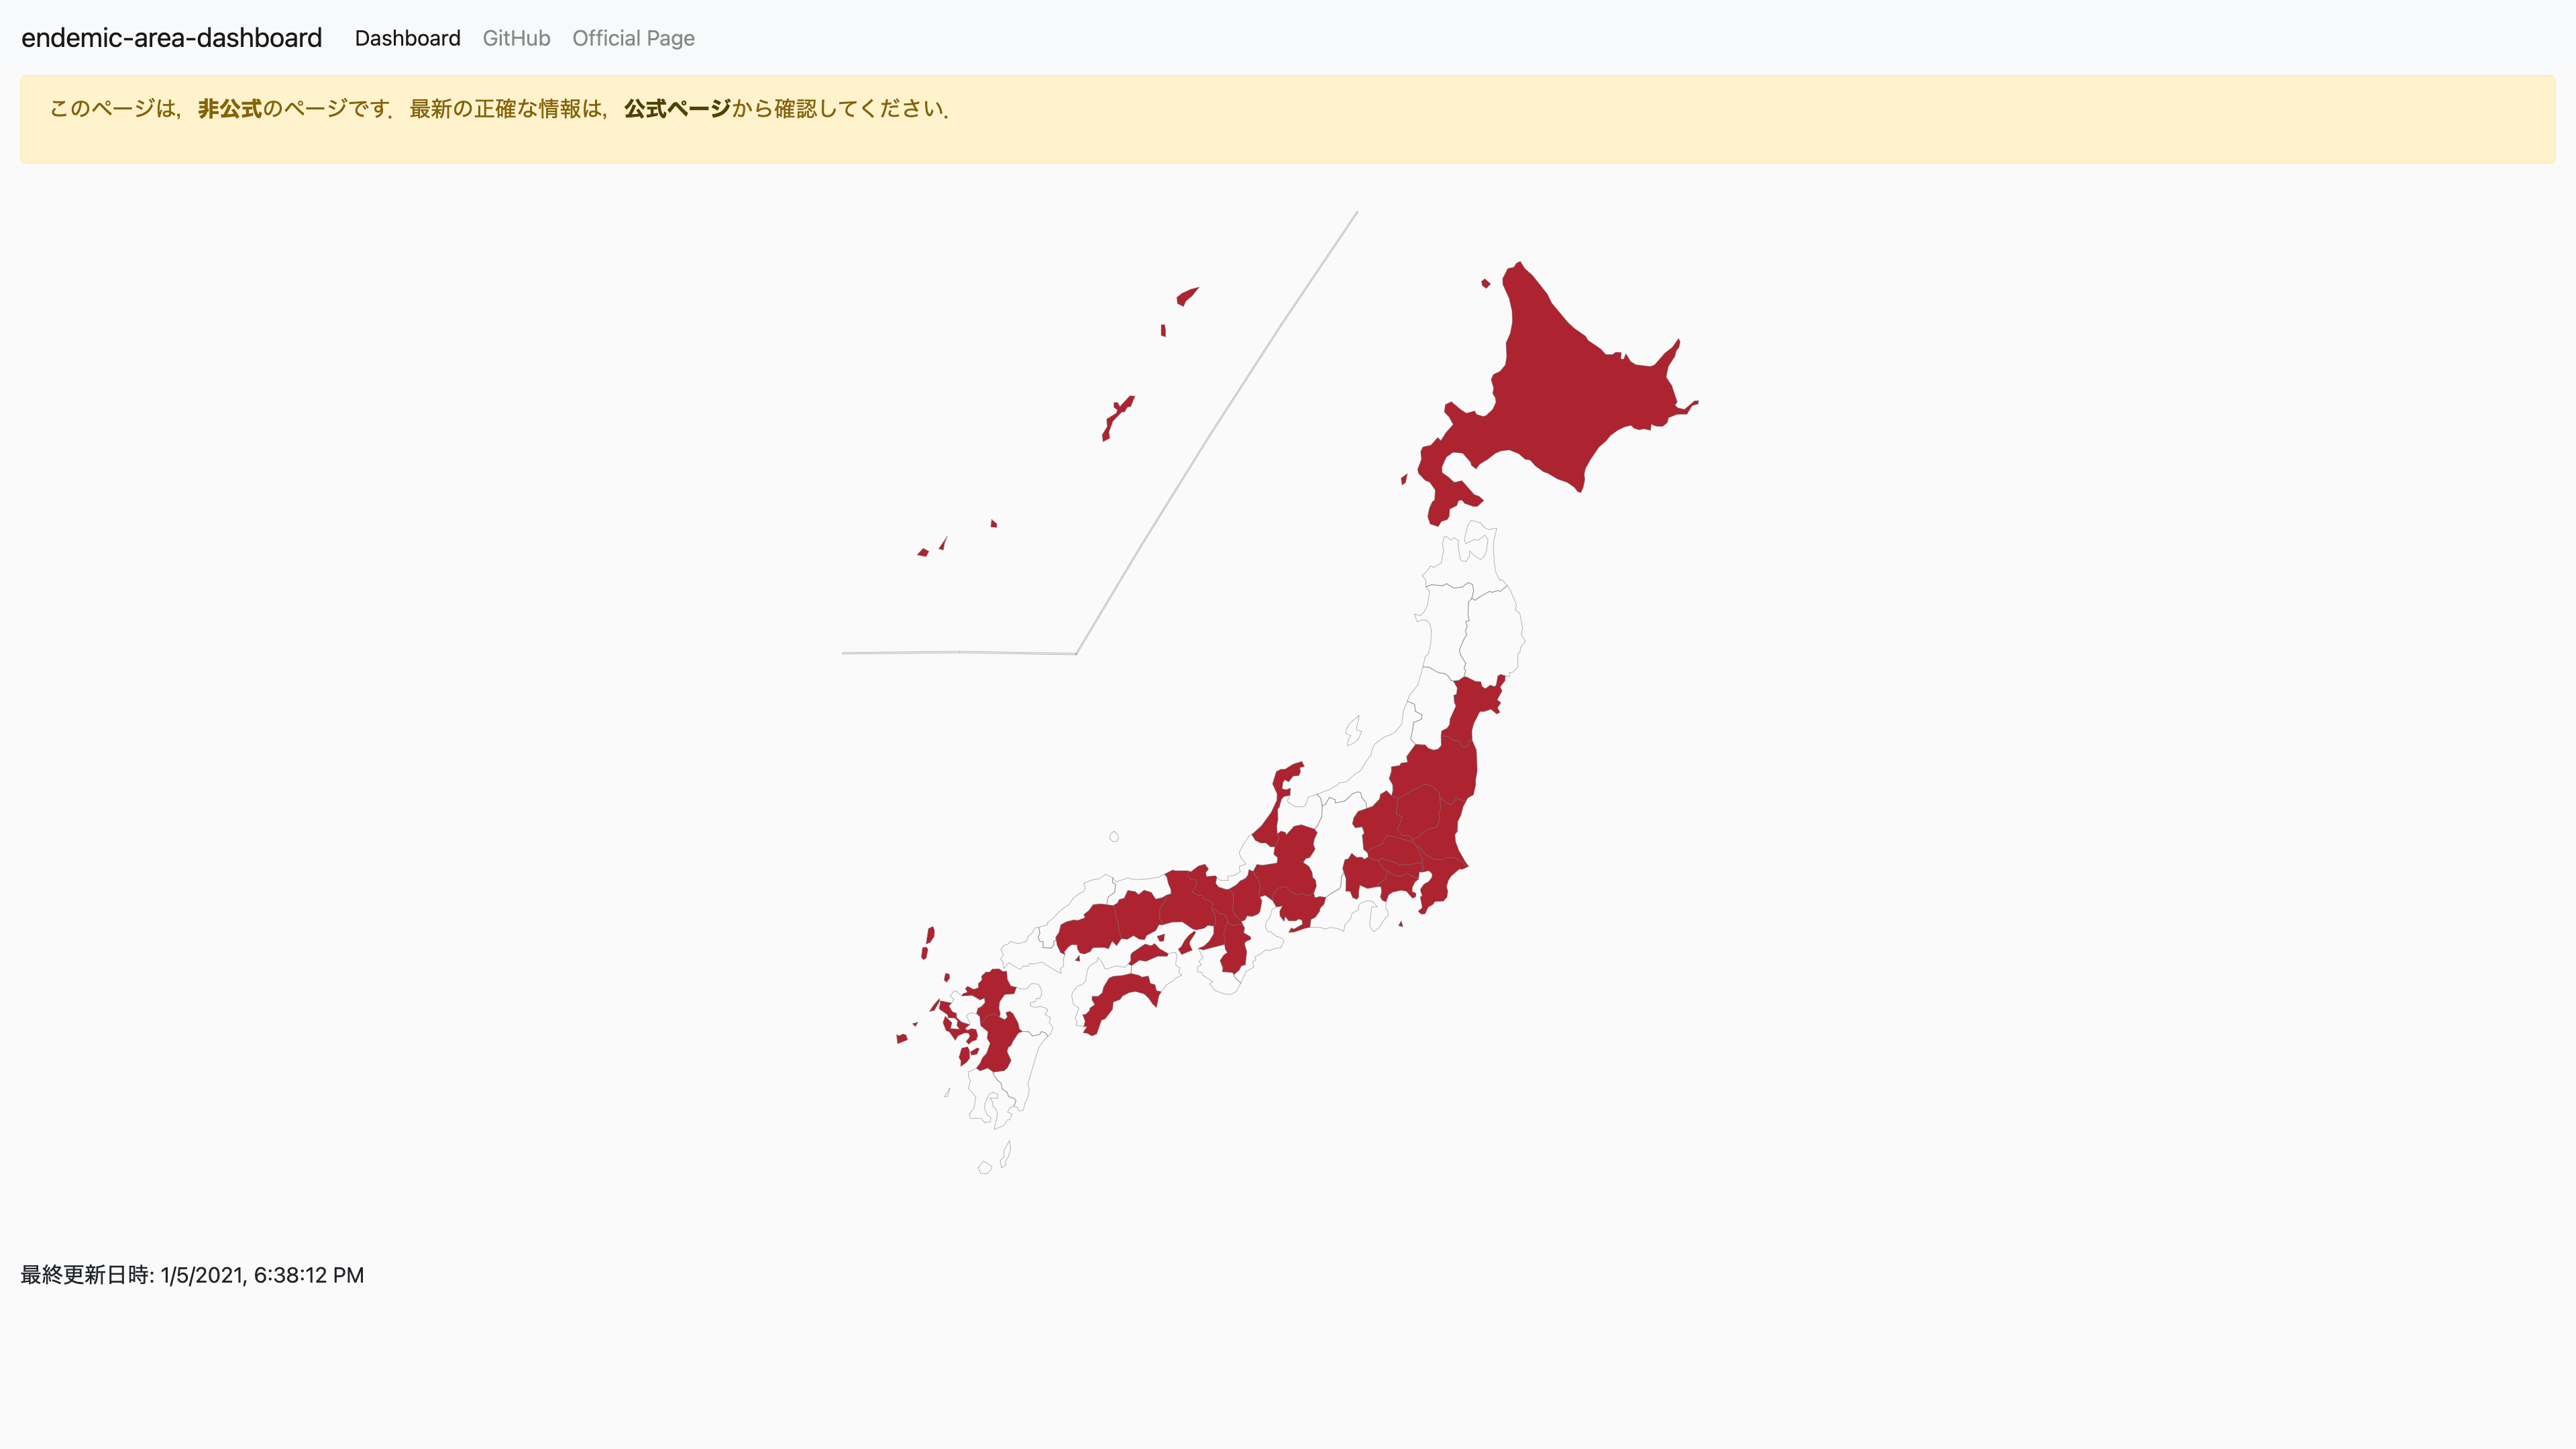 endemic-area-dashboard Dashboard GitHub Official Page
このページは，非公式のページです．最新の正確な情報は，公式ページから確認してください．
最終更新日時: 1/5/2021, 6:38:12 PM